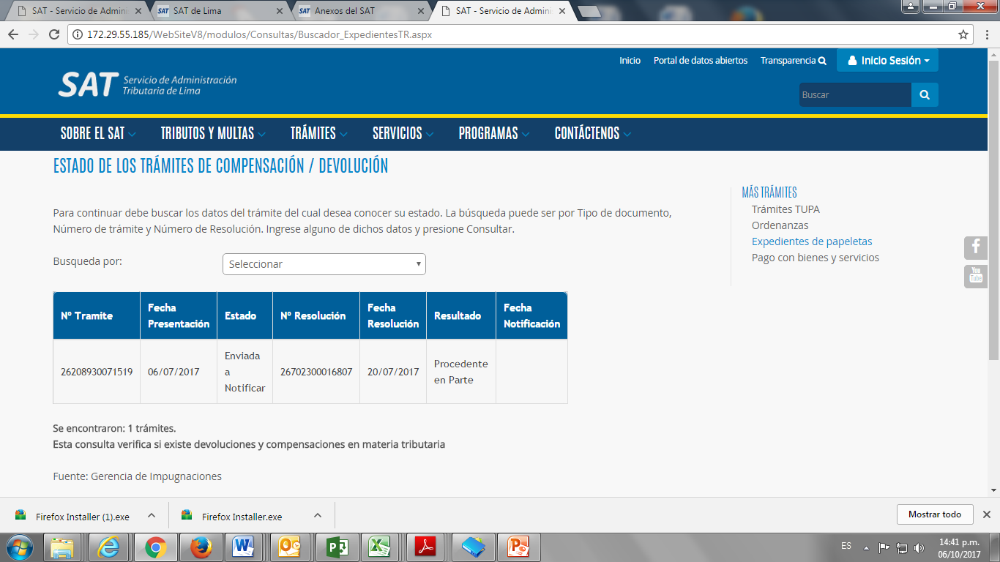 SAT - Servicio de Admini
SAT de Lima
Anexos del SAT
SAT - Servicio de Admini
172.29.55.185/WebSiteV8/modulos/Consultas/Buscador_ExpedientesTR.aspx
Inicio
Portal de datos abiertos
Transparencia
Inicio Sesión
SAT Servicio de Administración
Tributaria de Lima
Buscar
SOBRE EL SAT
TRIBUTOS Y MULTAS
TRÁMITES
SERVICIOS
PROGRAMAS
CONTÁCTENOS
ESTADO DE LOS TRÁMITES DE COMPENSACIÓN / DEVOLUCIÓN
Para continuar debe buscar los datos del trámite del cual desea conocer su estado. La búsqueda puede ser por Tipo de documento,
Número de trámite y Número de Resolución. Ingrese alguno de dichos datos y presione Consultar.
Busqueda por:
Seleccionar
Nº Tramite
Fecha
Presentación
Estado
Nº Resolución
Fecha
Resolución
Resultado
Fecha
Notificación
26208930071519
06/07/2017
Enviada
a
Notificar
26702300016807
20/07/2017
Procedente
en Parte
Se encontraron: 1 trámites.
Esta consulta verifica si existe devoluciones y compensaciones en materia tributaria
Fuente: Gerencia de Impugnaciones
MÁS TRÁMITES
Trámites TUPA
Ordenanzas
Expedientes de papeletas
Pago con bienes y servicios
You
Tube
Firefox Installer (1).exe
Firefox Installer.exe
Mostrar todo
ES
14:41 p.m.
06/10/2017